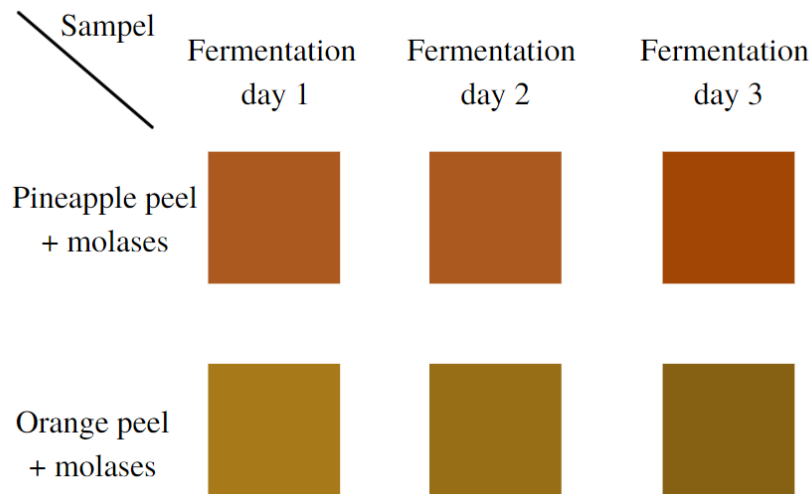 Sampel
Fermentation
day 1
Fermentation
day 2
Fermentation
day 3
Pineapple peel
+ molases
Orange peel
+ molases